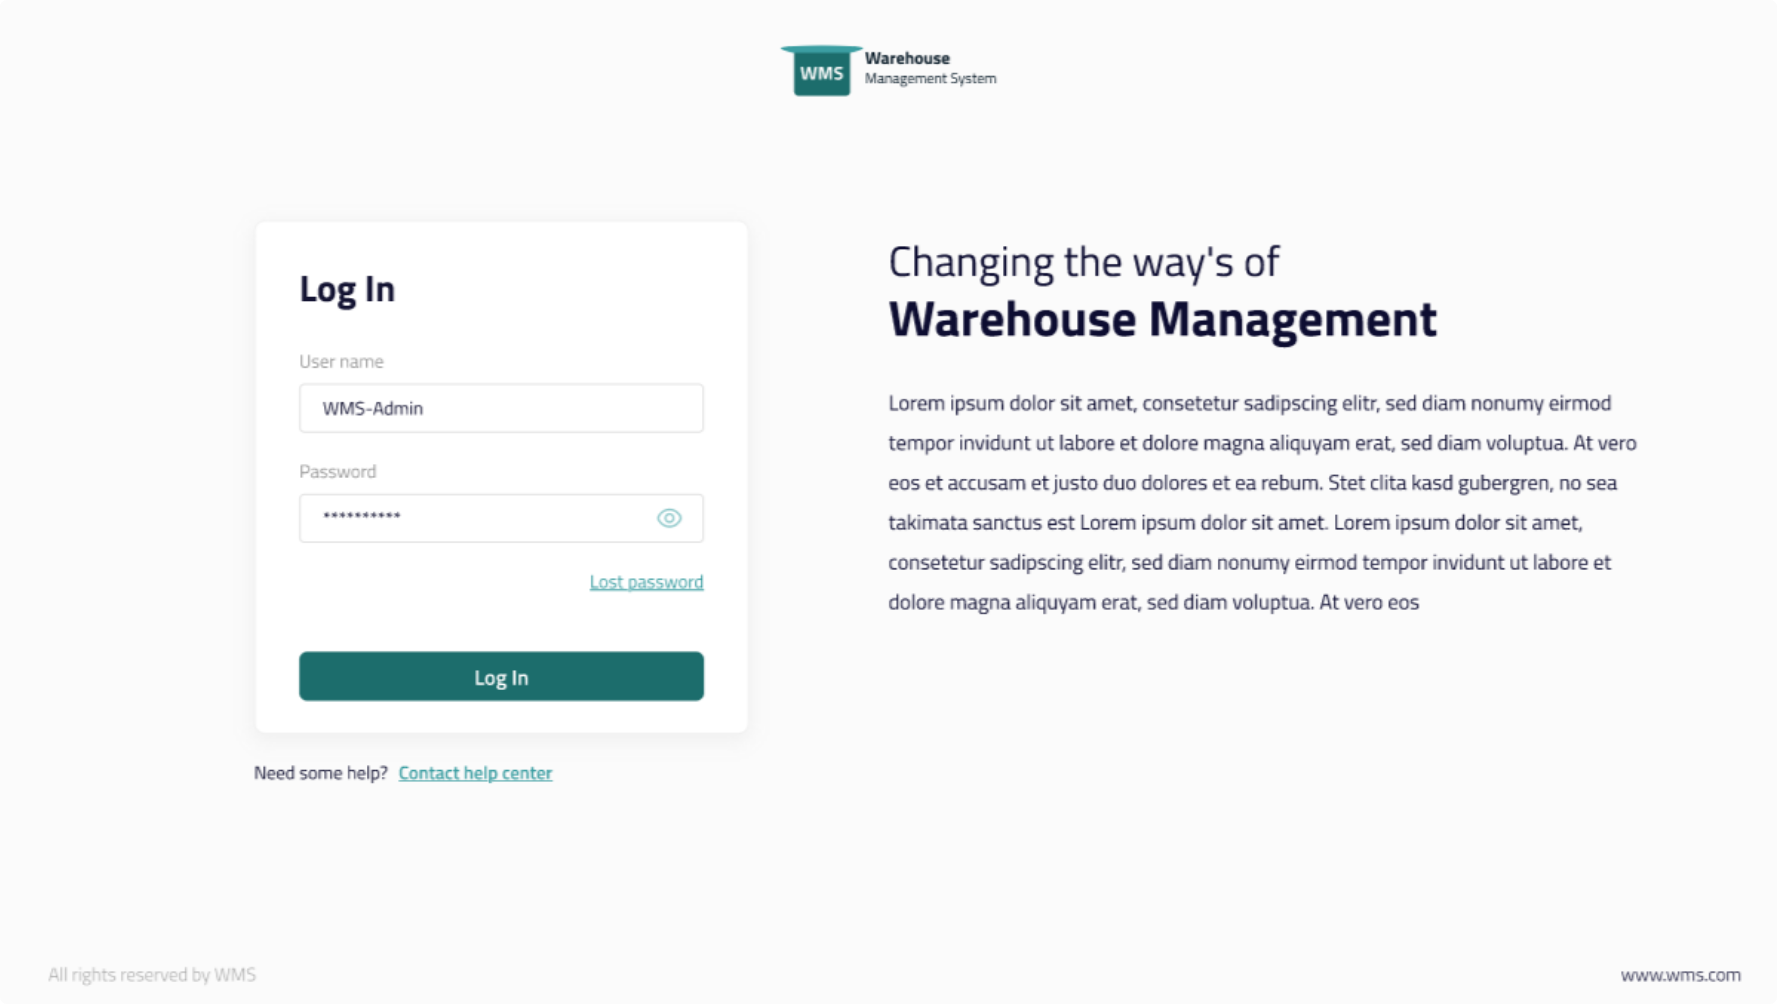 WMS
Warehouse
Management System
Log In
User name
WMS-Admin
Password
**********
Lost password
Log In
Need some help? Contact help center
Changing the way's of
Warehouse Management
Lorem ipsum dolor sit amet, consetetur sadipscing elitr, sed diam nonumy eirmod
tempor invidunt ut labore et dolore magna aliquyam erat, sed diam voluptua. At vero
eos et accusam et justo duo dolores et ea rebum. Stet clita kasd gubergren, no sea
takimata sanctus est Lorem ipsum dolor sit amet. Lorem ipsum dolor sit amet,
consetetur sadipscing elitr, sed diam nonumy eirmod tempor invidunt ut labore et
dolore magna aliquyam erat, sed diam voluptua. At vero eos
All rights reserved by WMS
www.wms.com